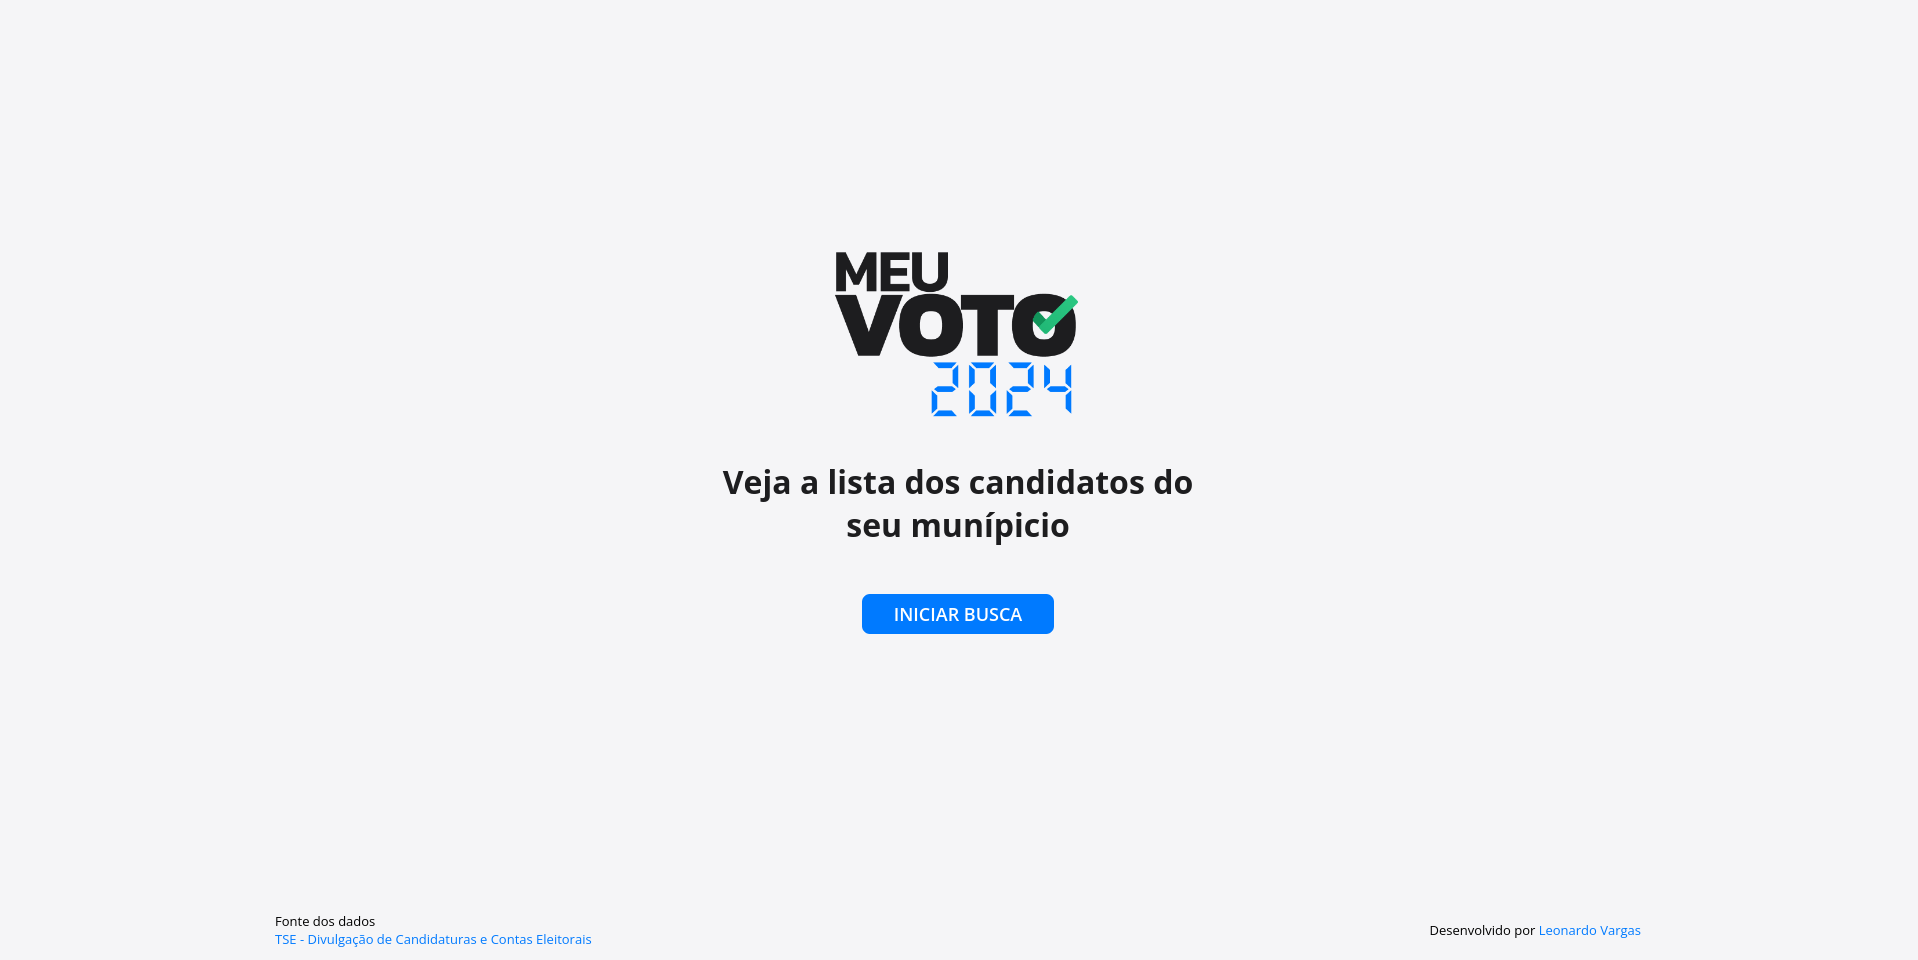 MEU
VOTO
2024
Veja a lista dos candidatos do
seu munípicio
INICIAR BUSCA
Fonte dos dados
TSE - Divulgação de Candidaturas e Contas Eleitorais
Desenvolvido por Leonardo Vargas